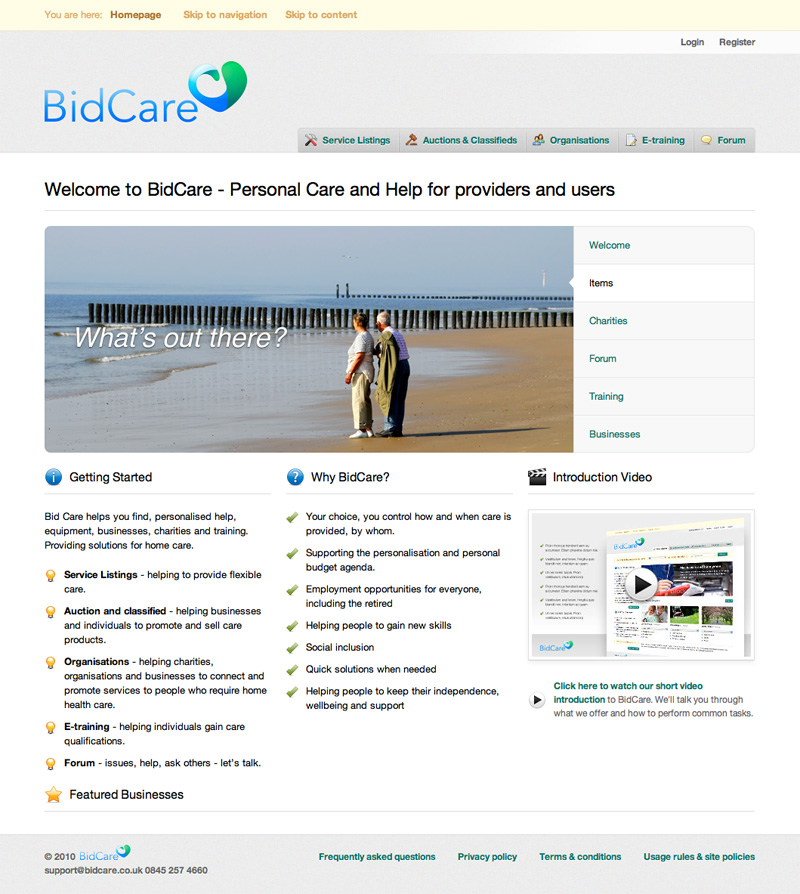 You are here: Homepage Skip to navigation Skip to content
Login Register
BidCare
Service Listings Auctions & Classifieds Organisations E-training Forum
Welcome to BidCare - Personal Care and Help for providers and users
What's out there?
Welcome
Items
Charities
Forum
Training
Businesses
Getting Started
Bid Care helps you find, personalised help,
equipment, businesses, charities and training.
Providing solutions for home care.
Service Listings - helping to provide flexible
care.
Auction and classified - helping businesses
and individuals to promote and sell care
products.
Organisations - helping charities,
organisations and businesses to connect and
promote services to people who require home
health care.
E-training - helping individuals gain care
qualifications.
Forum - issues, help, ask others - let's talk.
Why BidCare?
Your choice, you control how and when care is
provided, by whom.
Supporting the personalisation and personal
budget agenda.
Employment opportunities for everyone,
including the retired
Helping people to gain new skills
Social inclusion
Quick solutions when needed
Helping people to keep their independence,
wellbeing and support
Introduction Video
BidCare
BidCare
Click here to watch our short video
introduction to BidCare. We'll talk you through
what we offer and how to perform common tasks.
Featured Businesses
© 2010 BidCare
support@bidcare.co.uk 0845 257 4660
Frequently asked questions Privacy policy Terms & conditions Usage rules & site policies